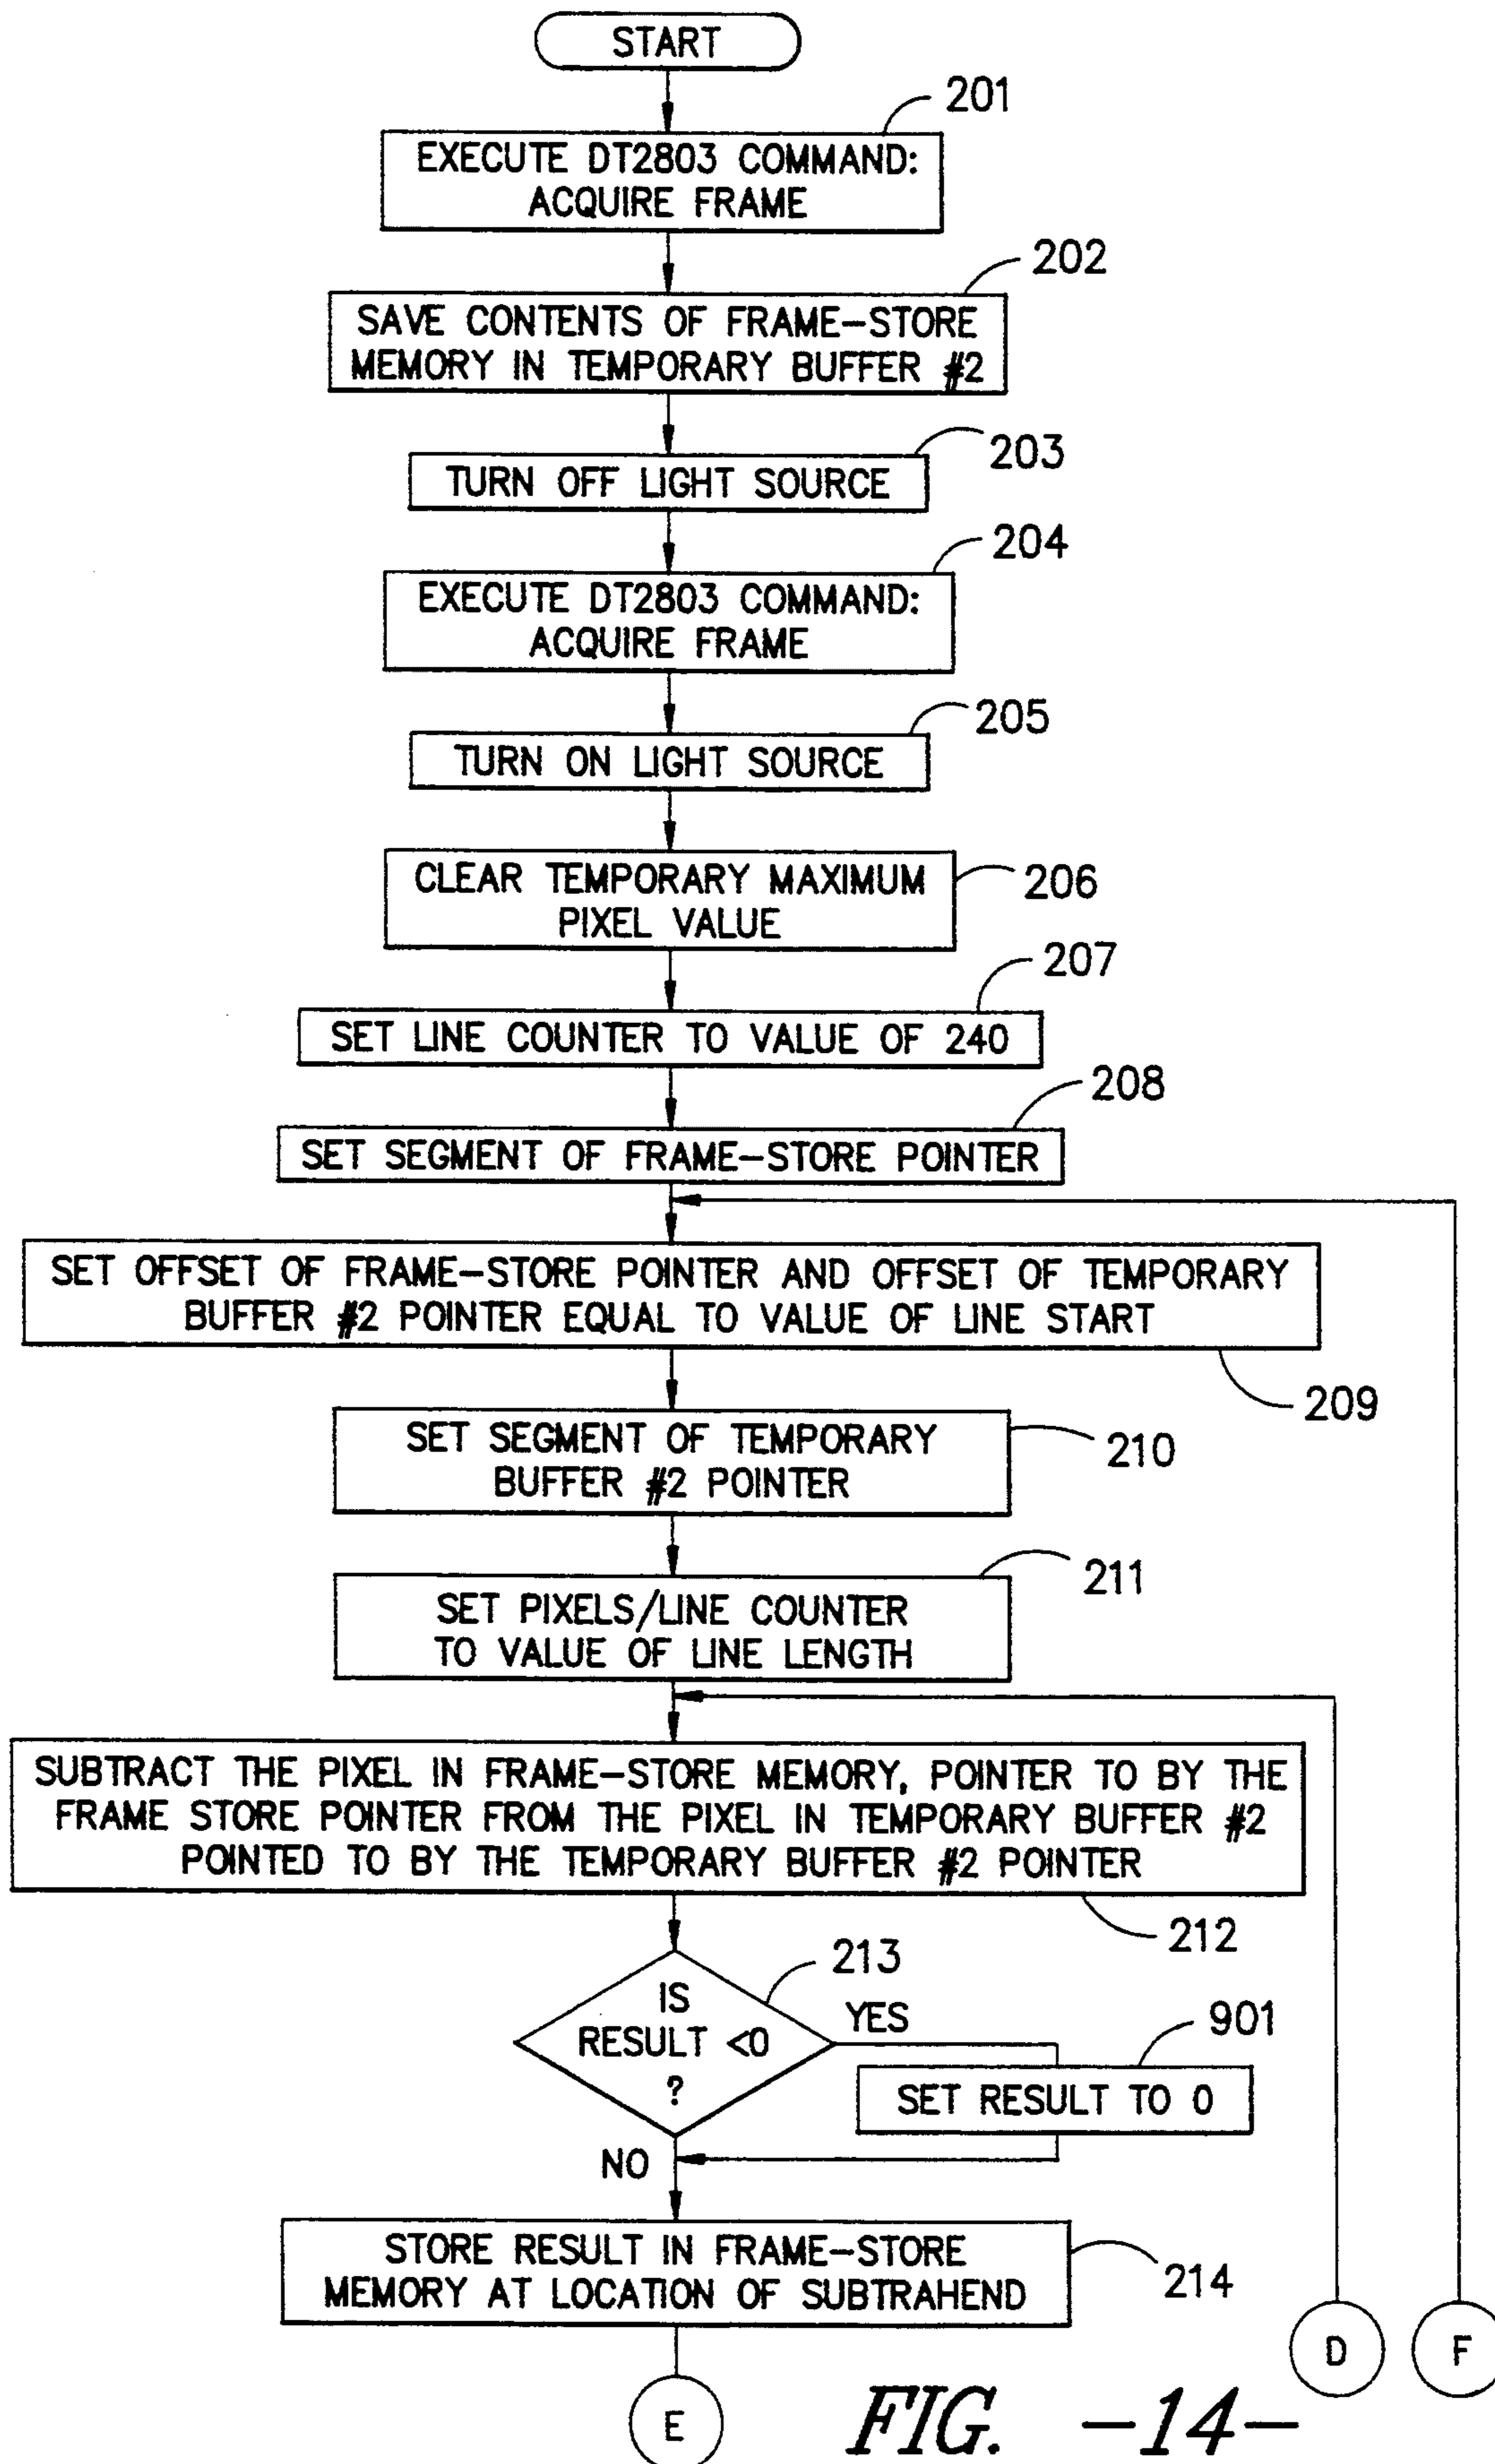 START
201
EXECUTE DT2803 COMMAND:
ACQUIRE FRAME
202
SAVE CONTENTS OF FRAME-STORE
MEMORY IN TEMPORARY BUFFER #2
203
TURN OFF LIGHT SOURCE
204
EXECUTE DT2803 COMMAND:
ACQUIRE FRAME
205
TURN ON LIGHT SOURCE
CLEAR TEMPORARY MAXIMUM
PIXEL VALUE
206
207
SET LINE COUNTER TO VALUE OF 240
208
SET SEGMENT OF FRAME-STORE POINTER
SET OFFSET OF FRAME-STORE POINTER AND OFFSET OF TEMPORARY
BUFFER #2 POINTER EQUAL TO VALUE OF LINE START
209
SET SEGMENT OF TEMPORARY
BUFFER #2 POINTER
210
211
SET PIXELS/LINE COUNTER
TO VALUE OF LINE LENGTH
SUBTRACT THE PIXEL IN FRAME-STORE MEMORY, POINTER TO BY THE
FRAME STORE POINTER FROM THE PIXEL IN TEMPORARY BUFFER #2
POINTED TO BY THE TEMPORARY BUFFER #2 POINTER
212
213
IS
RESULT <0
?
YES
901
SET RESULT TO 0
NO
STORE RESULT IN FRAME-STORE
MEMORY AT LOCATION OF SUBTRAHEND
214
D
F
E
FIG. -14-